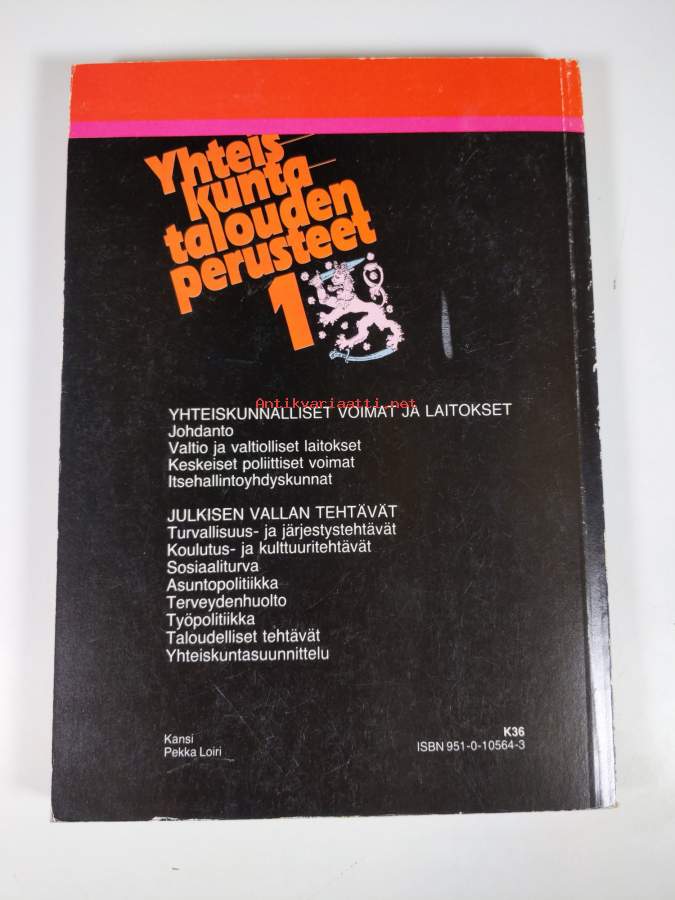 Yhteis-
kunta-
talouden
perusteet
1
Antikvariaatti.net
YHTEISKUNNALLISET VOIMAT JA LAITOKSET
Johdanto
Valtio ja valtiolliset laitokset
Keskeiset poliittiset voimat
Itsehallintoyhdyskunnat
JULKISEN VALLAN TEHTÄVÄT
Turvallisuus- ja järjestystehtävät
Koulutus- ja kulttuuritehtävät
Sosiaaliturva
Asuntopolitiikka
Terveydenhuolto
Työpolitiikka
Taloudelliset tehtävät
Yhteiskuntasuunnittelu
Kansi
Pekka Loiri
K36
ISBN 951-0-10564-3